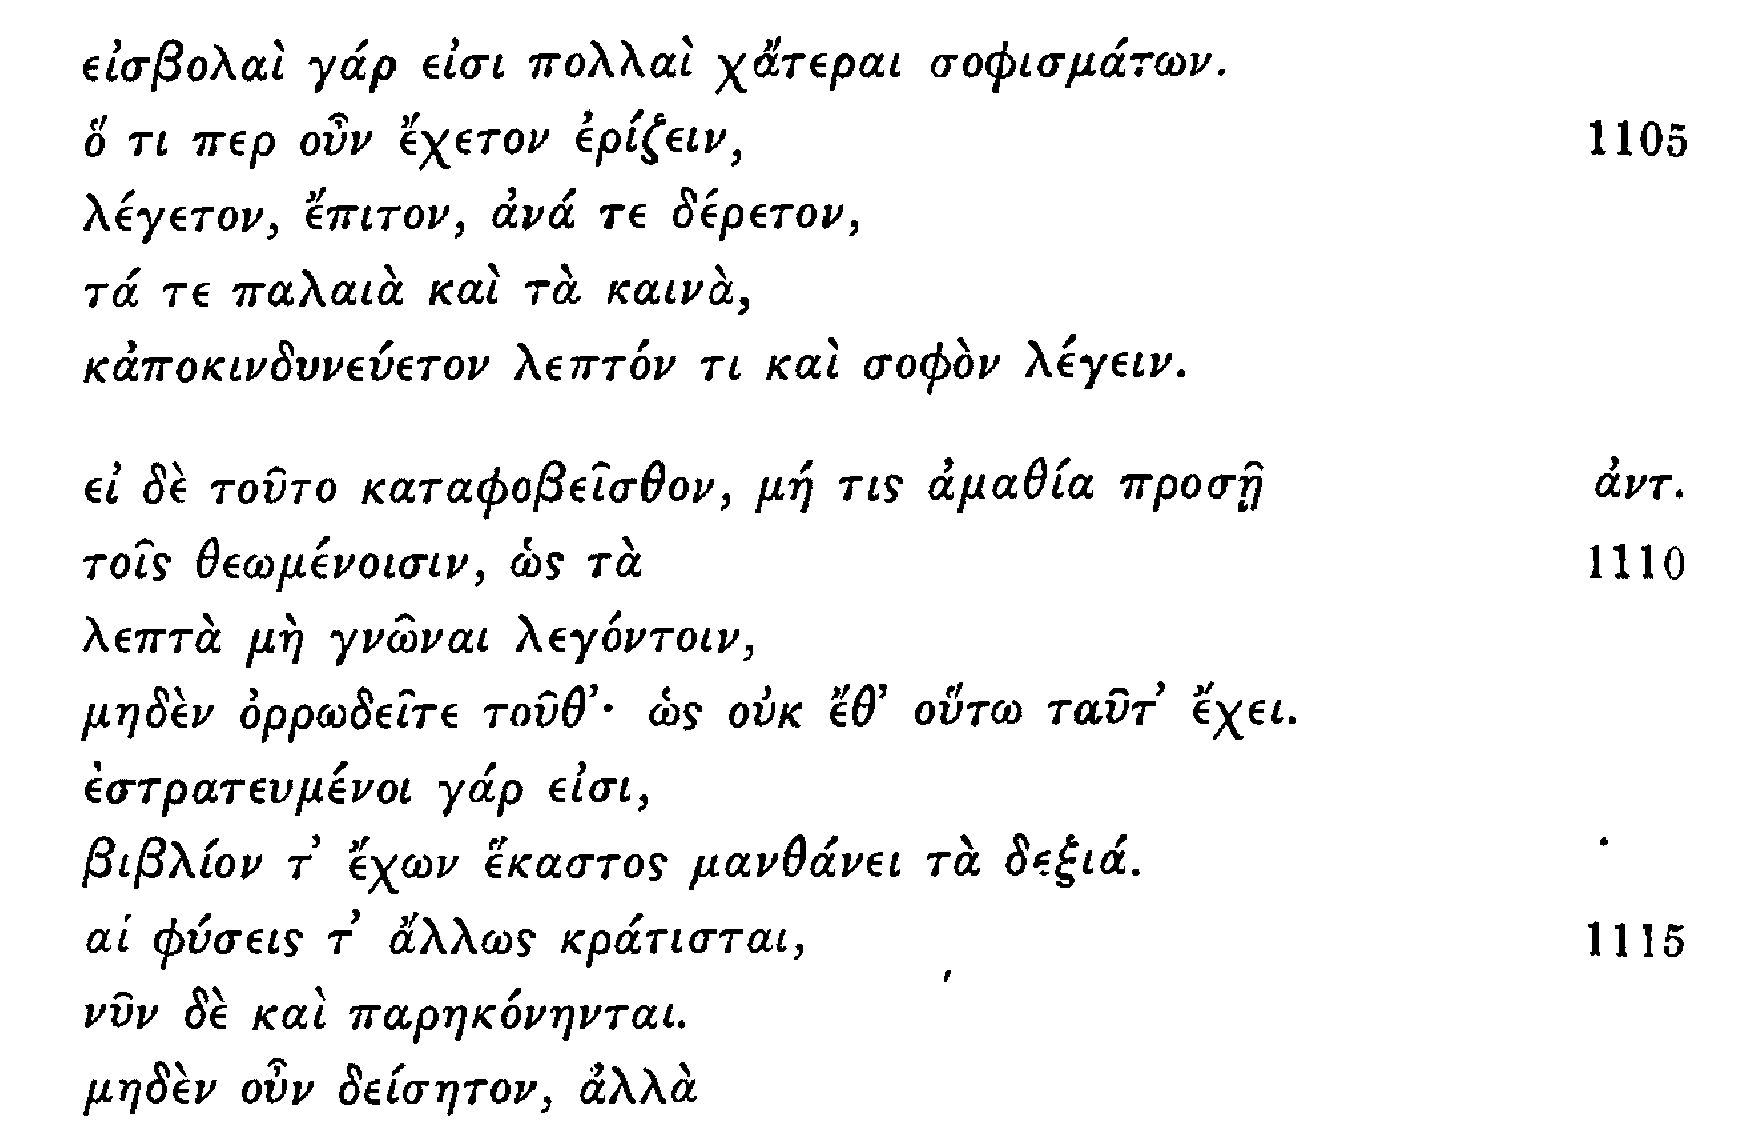 εἰσβολαὶ γάρ εἰσι πολλαὶ χἄτεραι σοφισμάτων.
ὅ τι περ οὖν ἔχετον ἐρίζειν, 1105
λέγετον, ἔπιτον, ἀνά τε δέρετον,
τά τε παλαιὰ καὶ τὰ καινὰ,
κἀποκινδυνεύετον λεπτόν τι καὶ σοφὸν λέγειν.
εἰ δὲ τοῦτο καταφοβεῖσθον, μή τις ἀμαθία προσῇ ἀντ.
τοῖς θεωμένοισιν, ὡς τὰ 1110
λεπτὰ μὴ γνῶναι λεγόντοιν,
μηδὲν ὀρρωδεῖτε τοῦθ’· ὡς οὐκ ἔθ’ οὕτω ταῦτ’ ἔχει.
ἐστρατευμένοι γάρ εἰσι,
βιβλίον τ’ ἔχων ἕκαστος μανθάνει τὰ δεξιά.
αἱ φύσεις τ’ ἄλλως κράτισται, 1115
νῦν δὲ καὶ παρηκόνηνται.
μηδὲν οὖν δείσητον, ἀλλὰ